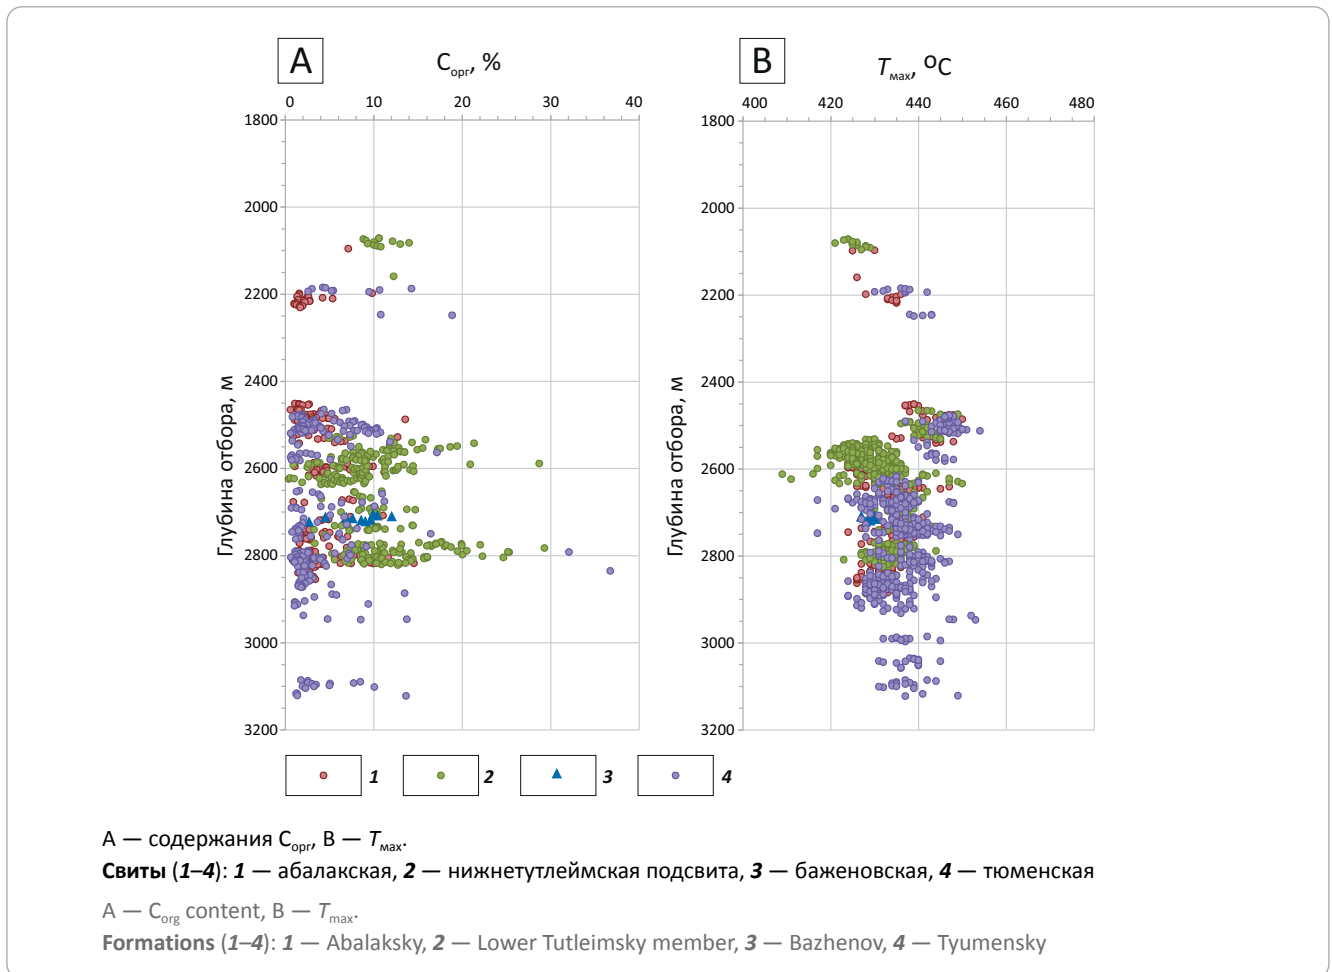 A
Cорг, %
0 10 20 30 40
1800
2000
2200
2400
2600
2800
3000
3200
Глубина отбора, м
B
Tмах, ºC
400 420 440 460 480
1800
2000
2200
2400
2600
2800
3000
3200
Глубина отбора, м
1 2 3 4
А — содержания Cорг, В — Tмах.
Свиты (1–4): 1 — абалакская, 2 — нижнетутлеймская подсвита, 3 — баженовская, 4 — тюменская
A — Corg content, B — Tmax.
Formations (1–4): 1 — Abalaksky, 2 — Lower Tutleimsky member, 3 — Bazhenov, 4 — Tyumensky